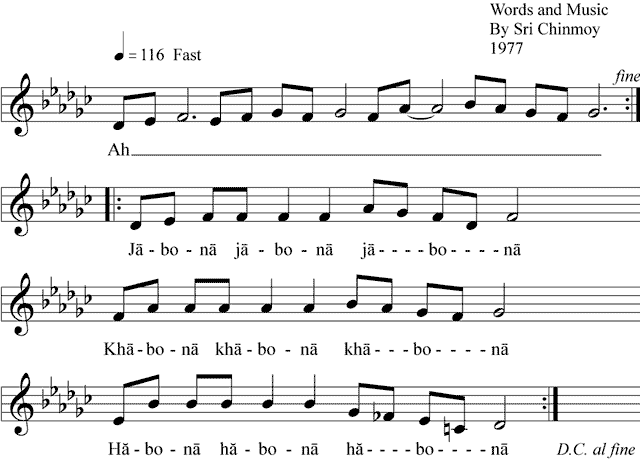 Words and Music
By Sri Chinmoy
1977
♩ = 116 Fast
fine
Ah
Jā - bo - nā jā - bo - nā jā - - - - bo - - - - nā
Khā - bo - nā khā - bo - nā khā - - - bo - - - - nā
Hā - bo - nā hă - bo - nā hā - - - - bo - - - - nā
D.C. al fine